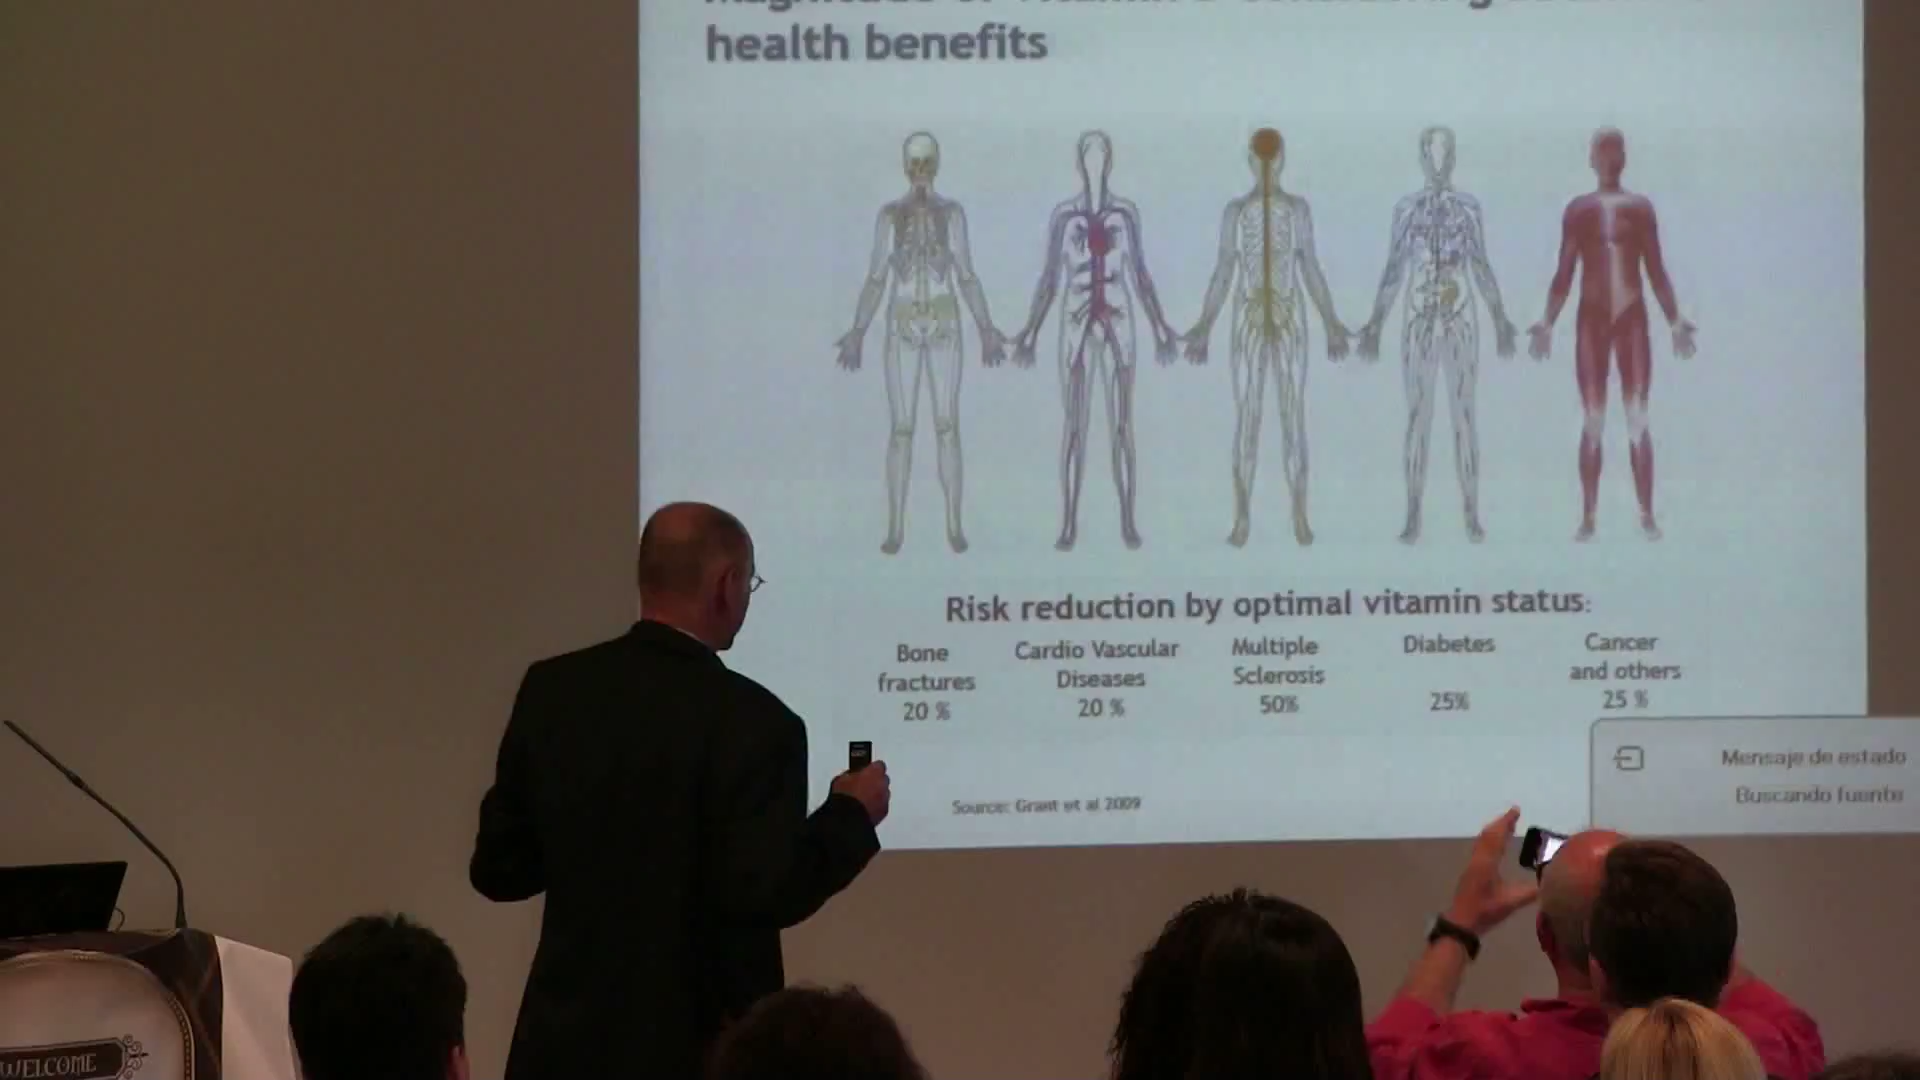 health benefits
Risk reduction by optimal vitamin status:
Bone fractures 20 %
Cardio Vascular Diseases 20 %
Multiple Sclerosis 50%
Diabetes 25%
Cancer and others 25 %
Source: Grant et al 2009
Mensaje de estado
Buscando fuente
WELCOME